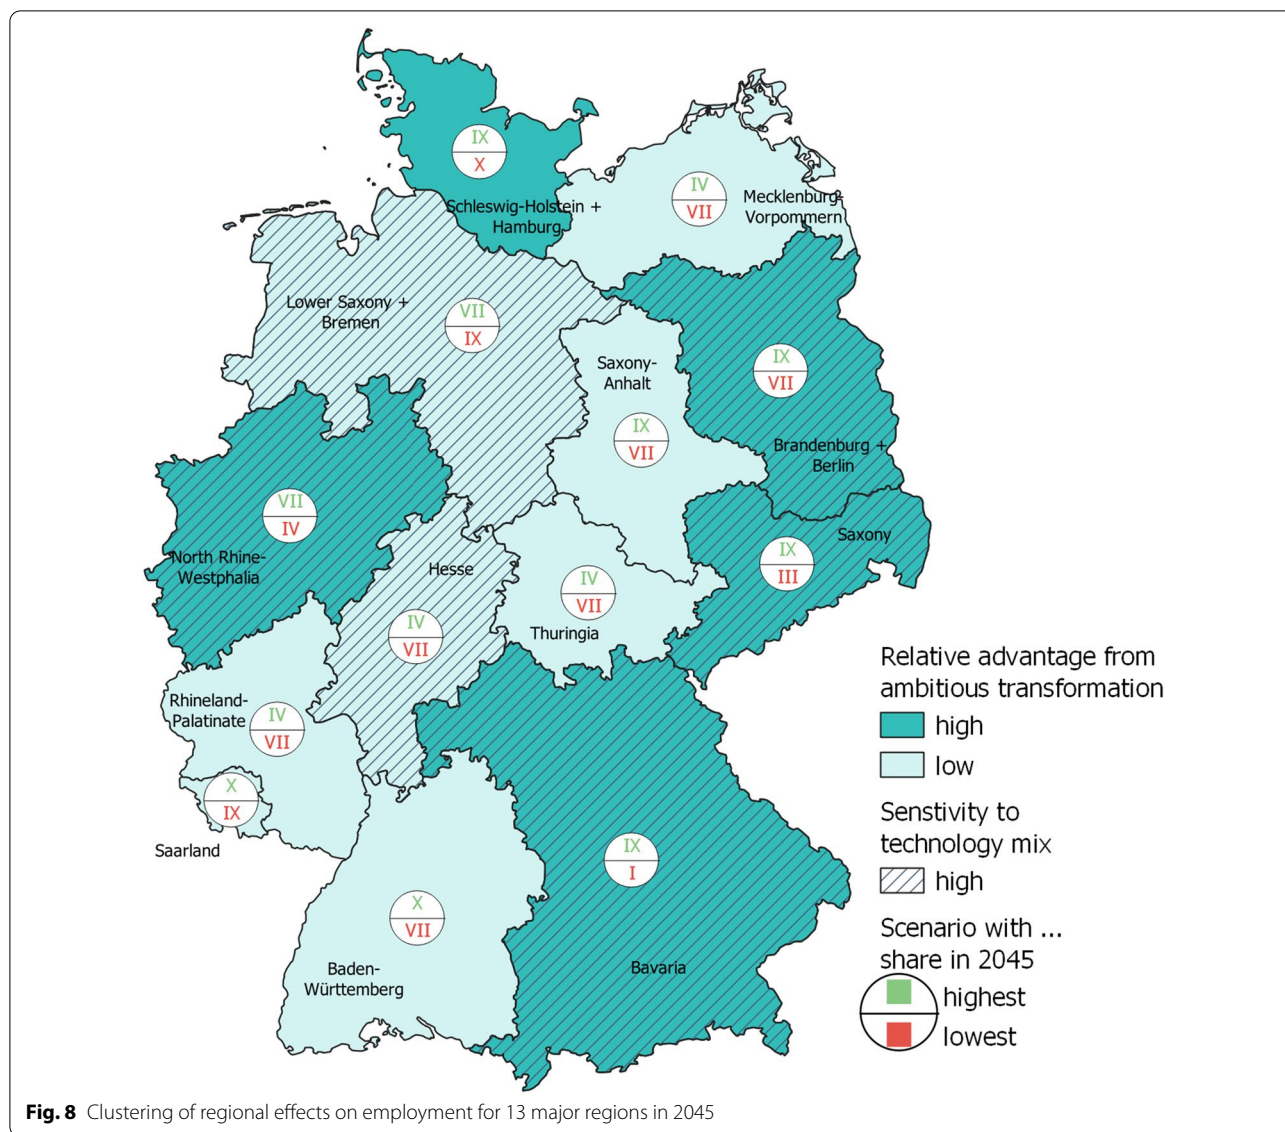 IX
X
Schleswig-Holstein +
Hamburg
IV
VII
Mecklenburg-
Vorpommern
Lower Saxony +
Bremen
VII
IX
Saxony-
Anhalt
IX
VII
IX
VII
Brandenburg +
Berlin
VII
IV
North Rhine-
Westphalia
Saxony
IX
III
Hesse
IV
VII
IV
VII
Thuringia
Rhineland-
Palatinate
IV
VII
X
IX
Saarland
X
VII
Baden-
Württemberg
IX
I
Bavaria
Relative advantage from
ambitious transformation
high
low
Senstivity to
technology mix
high
Scenario with ...
share in 2045
highest
lowest
Fig. 8 Clustering of regional effects on employment for 13 major regions in 2045